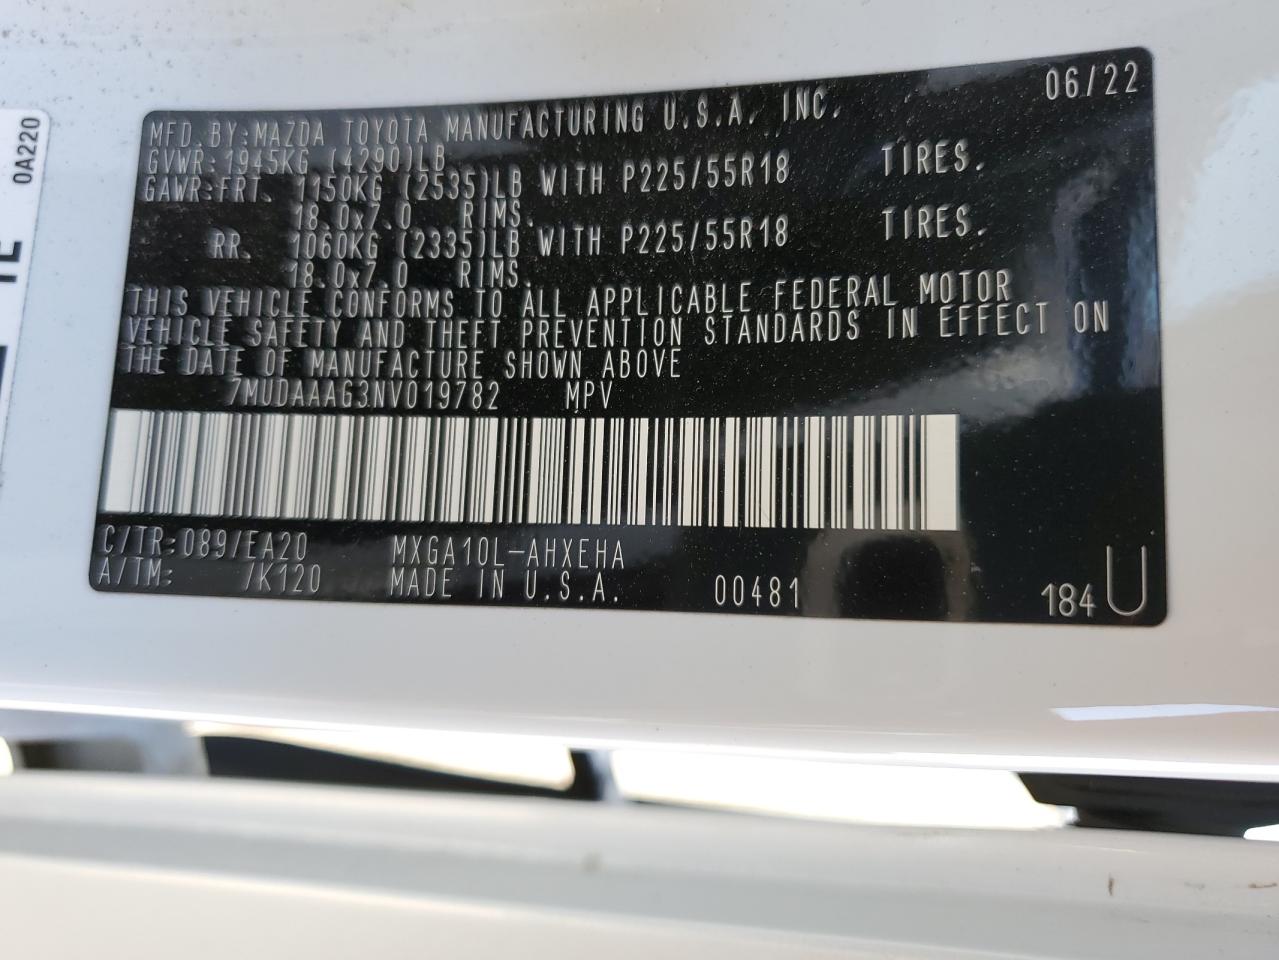 06/22
MFD.BY:MAZDA TOYOTA MANUFACTURING U.S.A. INC.
GVWR:1945KG (4290)LB
GAWR:FRT. 1150KG (2535)LB WITH P225/55R18 TIRES.
18.0x7.0 RIMS.
RR. 1060KG (2335)LB WITH P225/55R18 TIRES.
18.0x7.0 RIMS.
THIS VEHICLE CONFORMS TO ALL APPLICABLE FEDERAL MOTOR
VEHICLE SAFETY AND THEFT PREVENTION STANDARDS IN EFFECT ON
THE DATE OF MANUFACTURE SHOWN ABOVE
7MUDAAAG3NV019782 MPV
C/TR:089/EA20 MXGA10L-AHXEHA
A/TM: /K120 MADE IN U.S.A. 00481 184 U
0A220